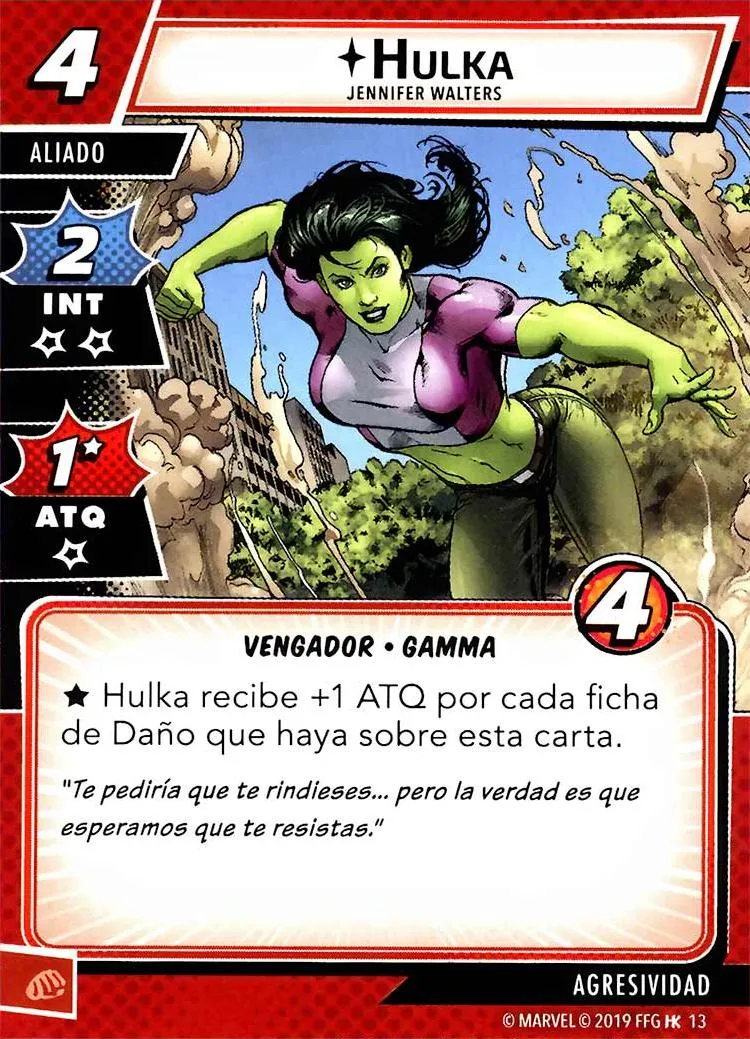 4
Hulka
JENNIFER WALTERS
ALIADO
2
INT
1
ATQ
4
VENGADOR • GAMMA
★ Hulka recibe +1 ATQ por cada ficha
de Daño que haya sobre esta carta.
"Te pediría que te rindieses... pero la verdad es que
esperamos que te resistas."
AGRESIVIDAD
© MARVEL © 2019 FFG HK 13